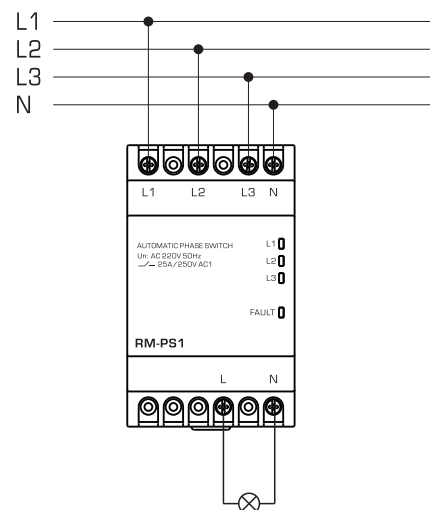 L1
L2
L3
N
L1 L2 L3 N
AUTOMATIC PHASE SWITCH
Un: AC 220V 50Hz
25A/250V AC1
L1
L2
L3
FAULT
RM-PS1
L N